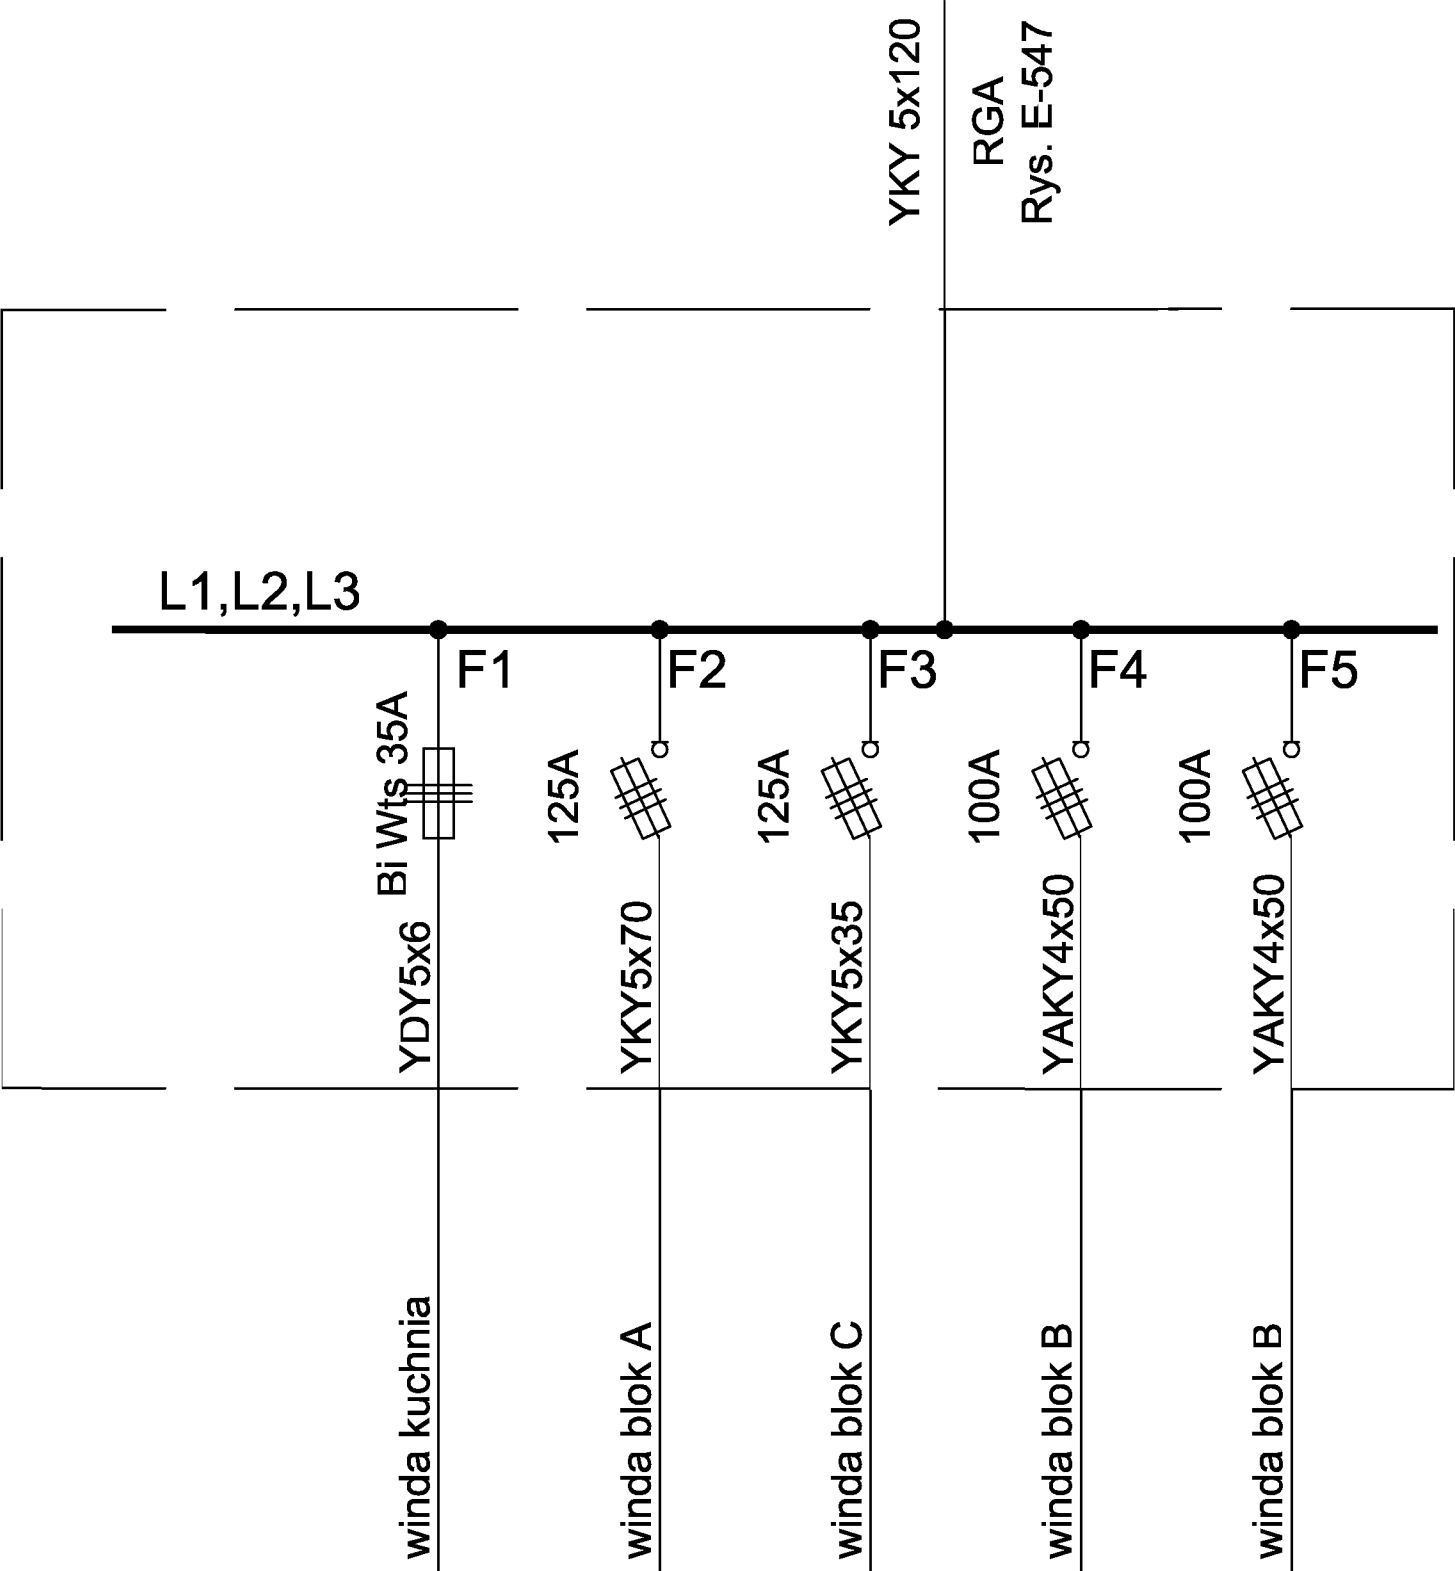 YKY 5x120
RGA
Rys. E-547
L1,L2,L3
F1
F2
F3
F4
F5
Bi Wts 35A
125A
125A
100A
100A
YDY5x6
YKY5x70
YKY5x35
YAKY4x50
YAKY4x50
winda kuchnia
winda blok A
winda blok C
winda blok B
winda blok B